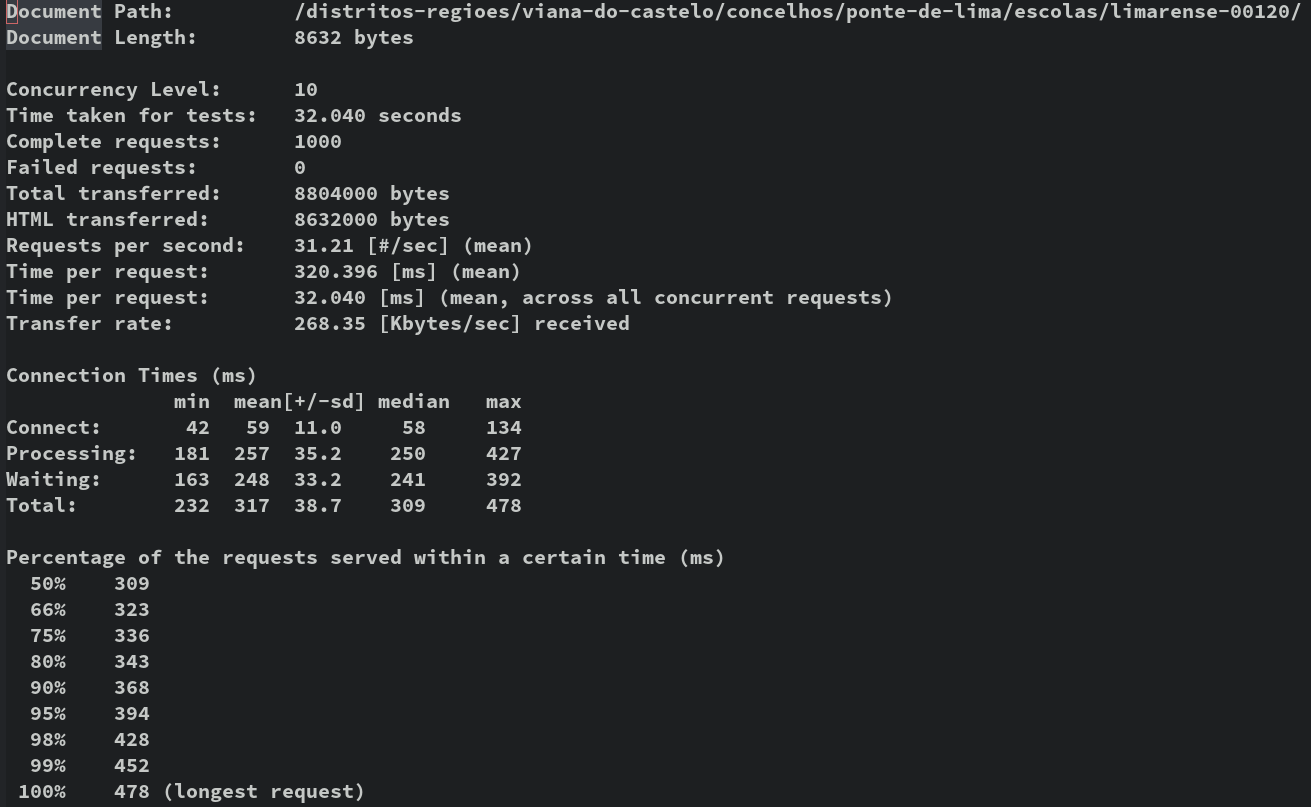 Document Path:          /distritos-regioes/viana-do-castelo/concelhos/ponte-de-lima/escolas/limarense-00120/
Document Length:        8632 bytes

Concurrency Level:      10
Time taken for tests:   32.040 seconds
Complete requests:      1000
Failed requests:        0
Total transferred:      8804000 bytes
HTML transferred:       8632000 bytes
Requests per second:    31.21 [#/sec] (mean)
Time per request:       320.396 [ms] (mean)
Time per request:       32.040 [ms] (mean, across all concurrent requests)
Transfer rate:          268.35 [Kbytes/sec] received

Connection Times (ms)
              min  mean[+/-sd] median   max
Connect:       42   59  11.0     58     134
Processing:   181  257  35.2    250     427
Waiting:      163  248  33.2    241     392
Total:        232  317  38.7    309     478

Percentage of the requests served within a certain time (ms)
  50%    309
  66%    323
  75%    336
  80%    343
  90%    368
  95%    394
  98%    428
  99%    452
 100%    478 (longest request)